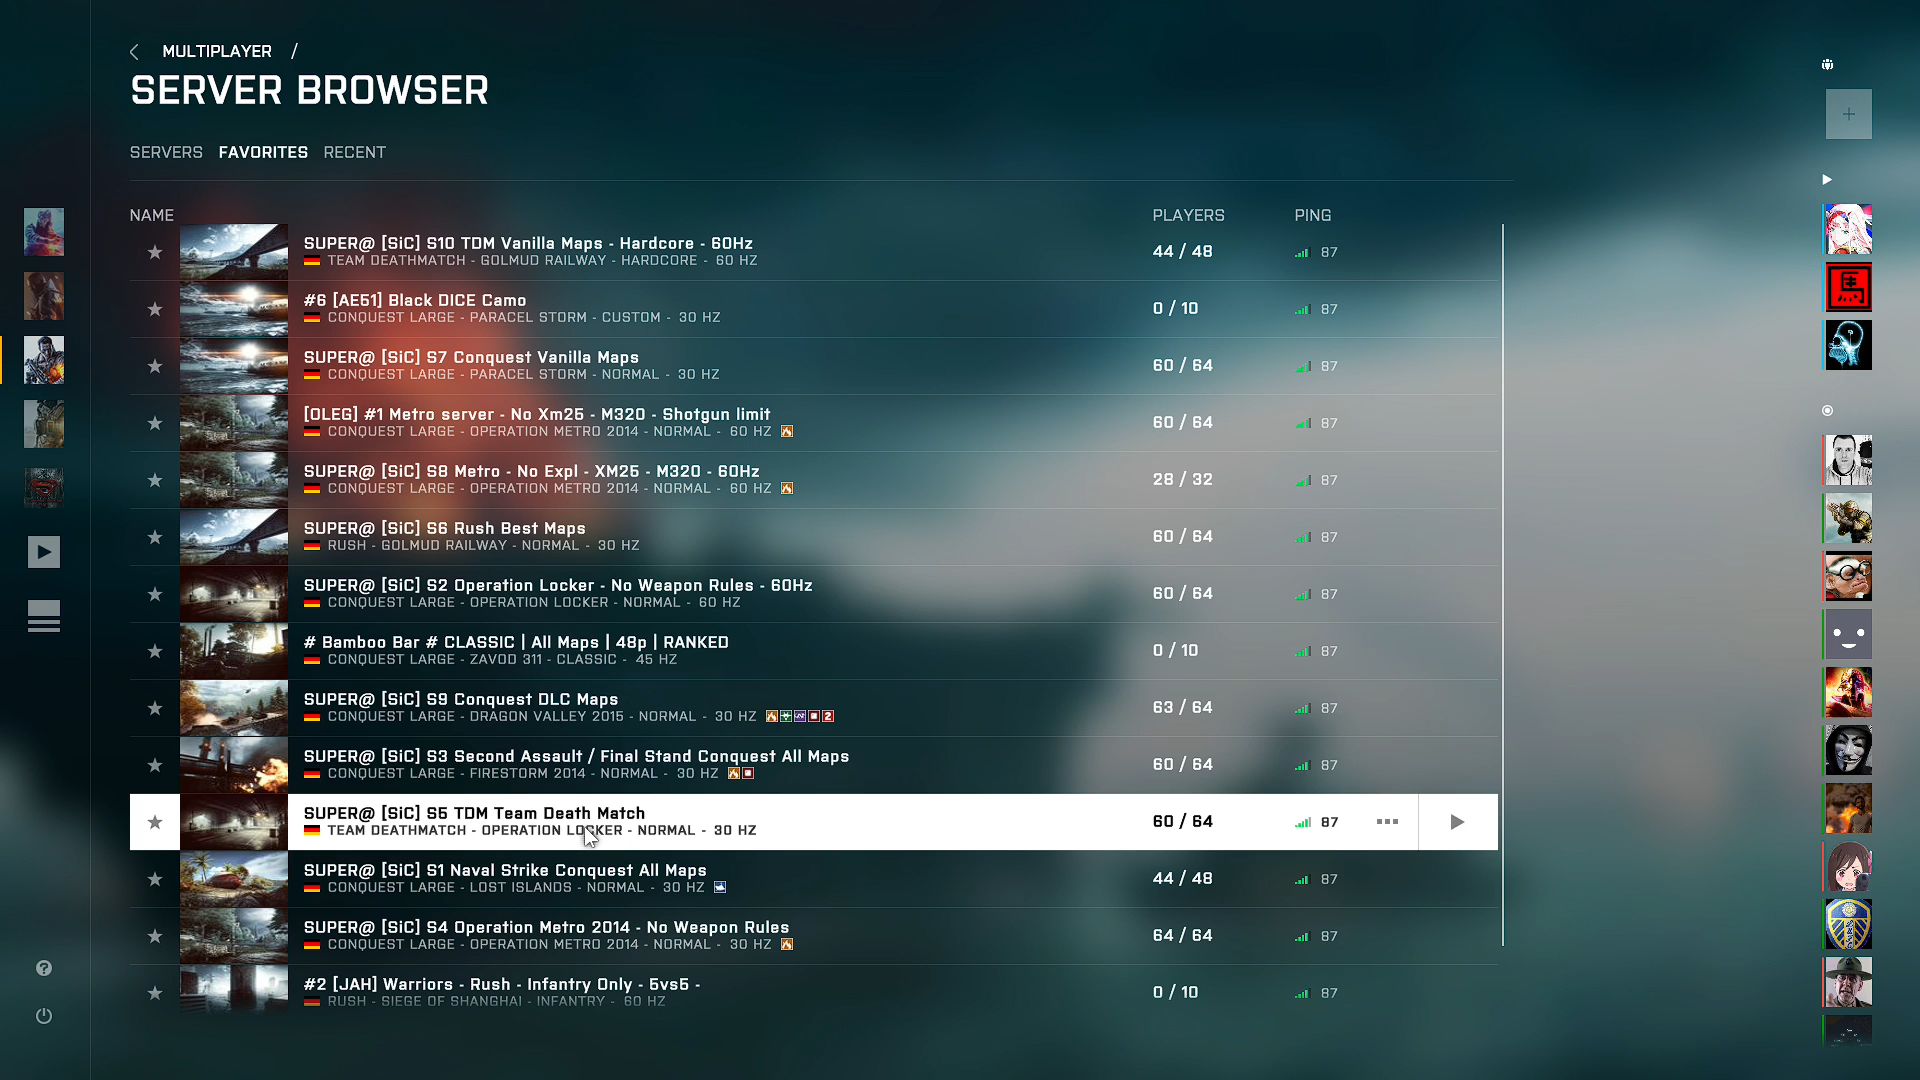 MULTIPLAYER /
SERVER BROWSER
SERVERS FAVORITES RECENT
NAME PLAYERS PING
SUPER@ [SiC] S10 TDM Vanilla Maps - Hardcore - 60Hz
TEAM DEATHMATCH - GOLMUD RAILWAY - HARDCORE - 60 HZ
44 / 48 87
#6 [AE51] Black DICE Camo
CONQUEST LARGE - PARACEL STORM - CUSTOM - 30 HZ
0 / 10 87
SUPER@ [SiC] S7 Conquest Vanilla Maps
CONQUEST LARGE - PARACEL STORM - NORMAL - 30 HZ
60 / 64 87
[OLEG] #1 Metro server - No Xm25 - M320 - Shotgun limit
CONQUEST LARGE - OPERATION METRO 2014 - NORMAL - 60 HZ
60 / 64 87
SUPER@ [SiC] S8 Metro - No Expl - XM25 - M320 - 60Hz
CONQUEST LARGE - OPERATION METRO 2014 - NORMAL - 60 HZ
28 / 32 87
SUPER@ [SiC] S6 Rush Best Maps
RUSH - GOLMUD RAILWAY - NORMAL - 30 HZ
60 / 64 87
SUPER@ [SiC] S2 Operation Locker - No Weapon Rules - 60Hz
CONQUEST LARGE - OPERATION LOCKER - NORMAL - 60 HZ
60 / 64 87
# Bamboo Bar # CLASSIC | All Maps | 48p | RANKED
CONQUEST LARGE - ZAVOD 311 - CLASSIC - 45 HZ
0 / 10 87
SUPER@ [SiC] S9 Conquest DLC Maps
CONQUEST LARGE - DRAGON VALLEY 2015 - NORMAL - 30 HZ 2
63 / 64 87
SUPER@ [SiC] S3 Second Assault / Final Stand Conquest All Maps
CONQUEST LARGE - FIRESTORM 2014 - NORMAL - 30 HZ
60 / 64 87
SUPER@ [SiC] S5 TDM Team Death Match
TEAM DEATHMATCH - OPERATION LOCKER - NORMAL - 30 HZ
60 / 64 87
SUPER@ [SiC] S1 Naval Strike Conquest All Maps
CONQUEST LARGE - LOST ISLANDS - NORMAL - 30 HZ
44 / 48 87
SUPER@ [SiC] S4 Operation Metro 2014 - No Weapon Rules
CONQUEST LARGE - OPERATION METRO 2014 - NORMAL - 30 HZ
64 / 64 87
#2 [JAH] Warriors - Rush - Infantry Only - 5vs5 -
RUSH - SIEGE OF SHANGHAI - INFANTRY - 60 HZ
0 / 10 87
馬